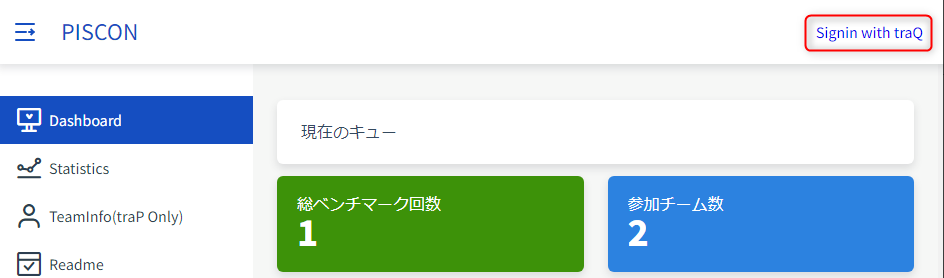 PISCON
Signin with traQ
Dashboard
Statistics
TeamInfo(traP Only)
Readme
現在のキュー
総ベンチマーク回数
1
参加チーム数
2